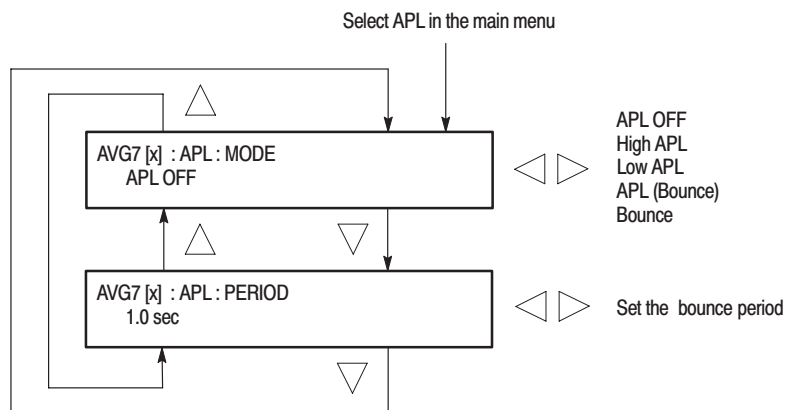 Select APL in the main menu
AVG7 [x] : APL : MODE
APL OFF
APL OFF
High APL
Low APL
APL (Bounce)
Bounce
AVG7 [x] : APL : PERIOD
1.0 sec
Set the bounce period